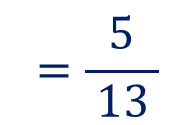 = 5/13